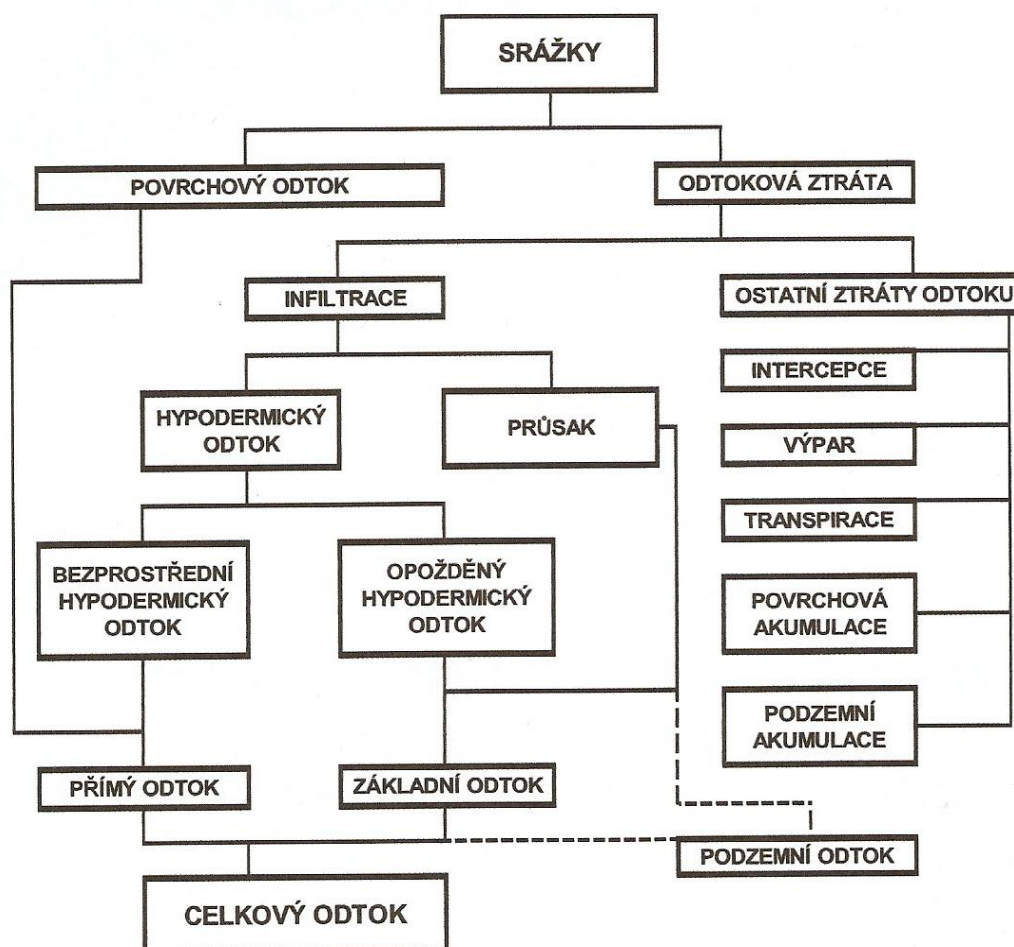 SRÁŽKY
POVRCHOVÝ ODTOK
ODTOKOVÁ ZTRÁTA
INFILTRACE
OSTATNÍ ZTRÁTY ODTOKU
HYPODERMICKÝ
ODTOK
PRŮSAK
INTERCEPCE
VÝPAR
TRANSPIRACE
BEZPROSTŘEDNÍ
HYPODERMICKÝ
ODTOK
OPOŽDĚNÝ
HYPODERMICKÝ
ODTOK
POVRCHOVÁ
AKUMULACE
PODZEMNÍ
AKUMULACE
PŘÍMÝ ODTOK
ZÁKLADNÍ ODTOK
PODZEMNÍ ODTOK
CELKOVÝ ODTOK